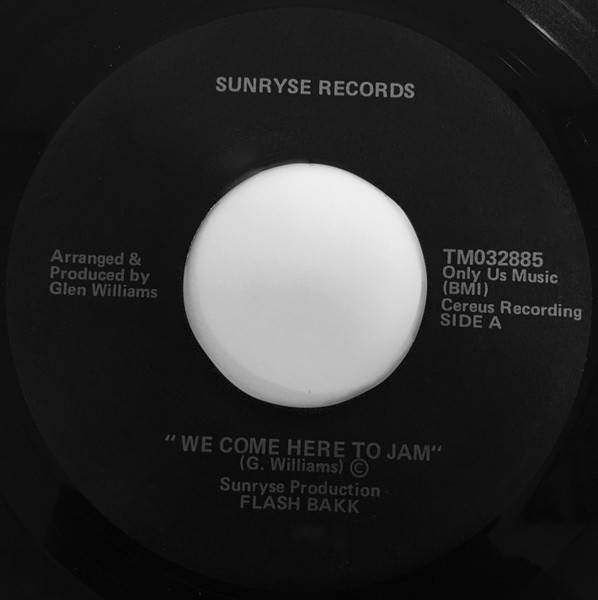 SUNRYSE RECORDS
Arranged &
Produced by
Glen Williams
TM032885
Only Us Music
(BMI)
Cereus Recording
SIDE A
“ WE COME HERE TO JAM“
(G. Williams) ©
Sunryse Production
FLASH BAKK